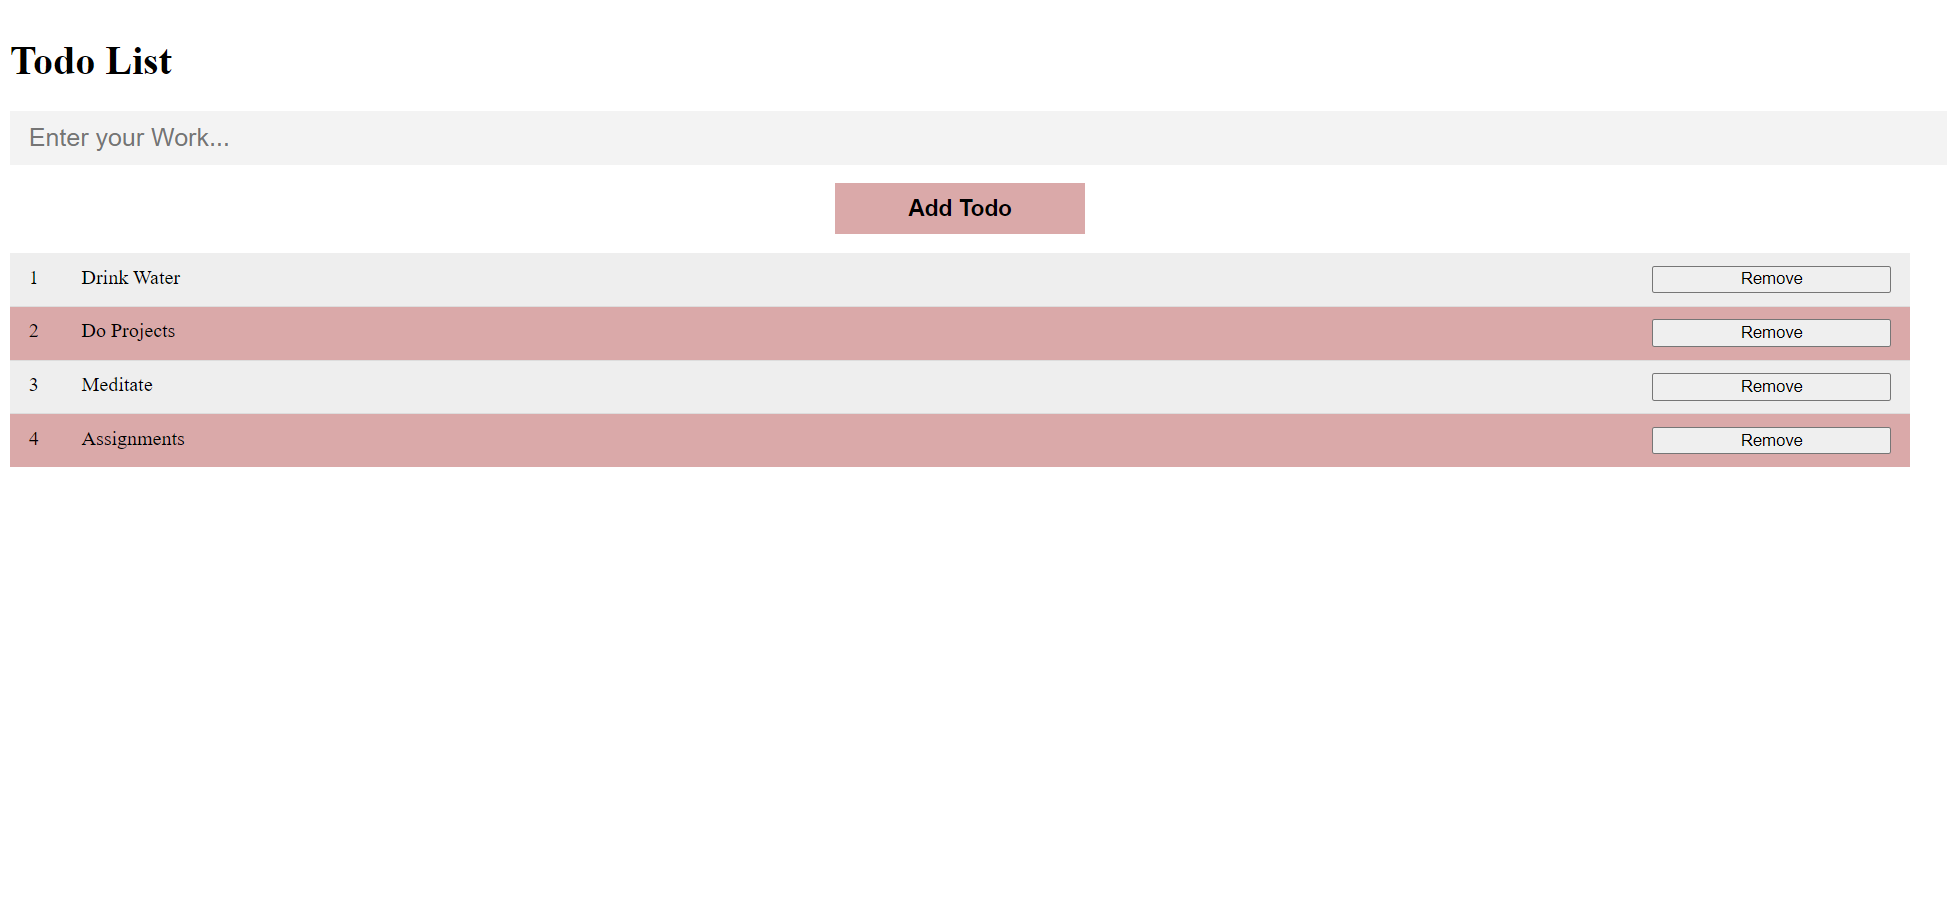 Todo List
Enter your Work...
Add Todo
1 Drink Water Remove
2 Do Projects Remove
3 Meditate Remove
4 Assignments Remove